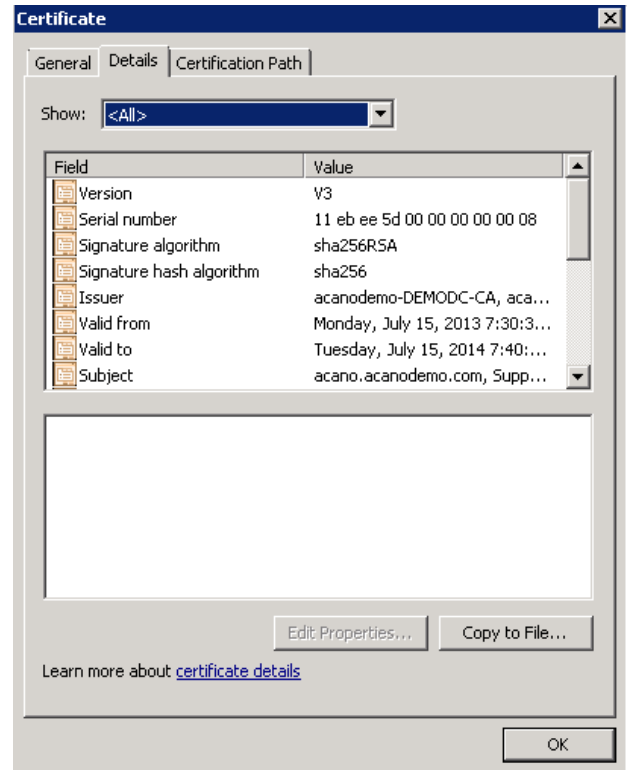 Certificate
General Details Certification Path
Show: <All>
Field Value
Version V3
Serial number 11 eb ee 5d 00 00 00 00 00 08
Signature algorithm sha256RSA
Signature hash algorithm sha256
Issuer acanodemo-DEMODC-CA, aca...
Valid from Monday, July 15, 2013 7:30:3...
Valid to Tuesday, July 15, 2014 7:40:...
Subject acano.acanodemo.com, Supp...
Edit Properties... Copy to File...
Learn more about certificate details
OK